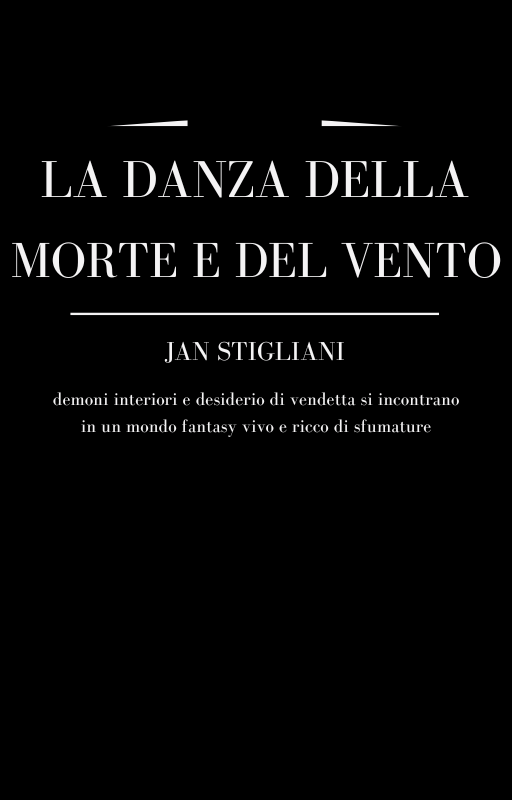 LA DANZA DELLA
MORTE E DEL VENTO
JAN STIGLIANI
demoni interiori e desiderio di vendetta si incontrano
in un mondo fantasy vivo e ricco di sfumature